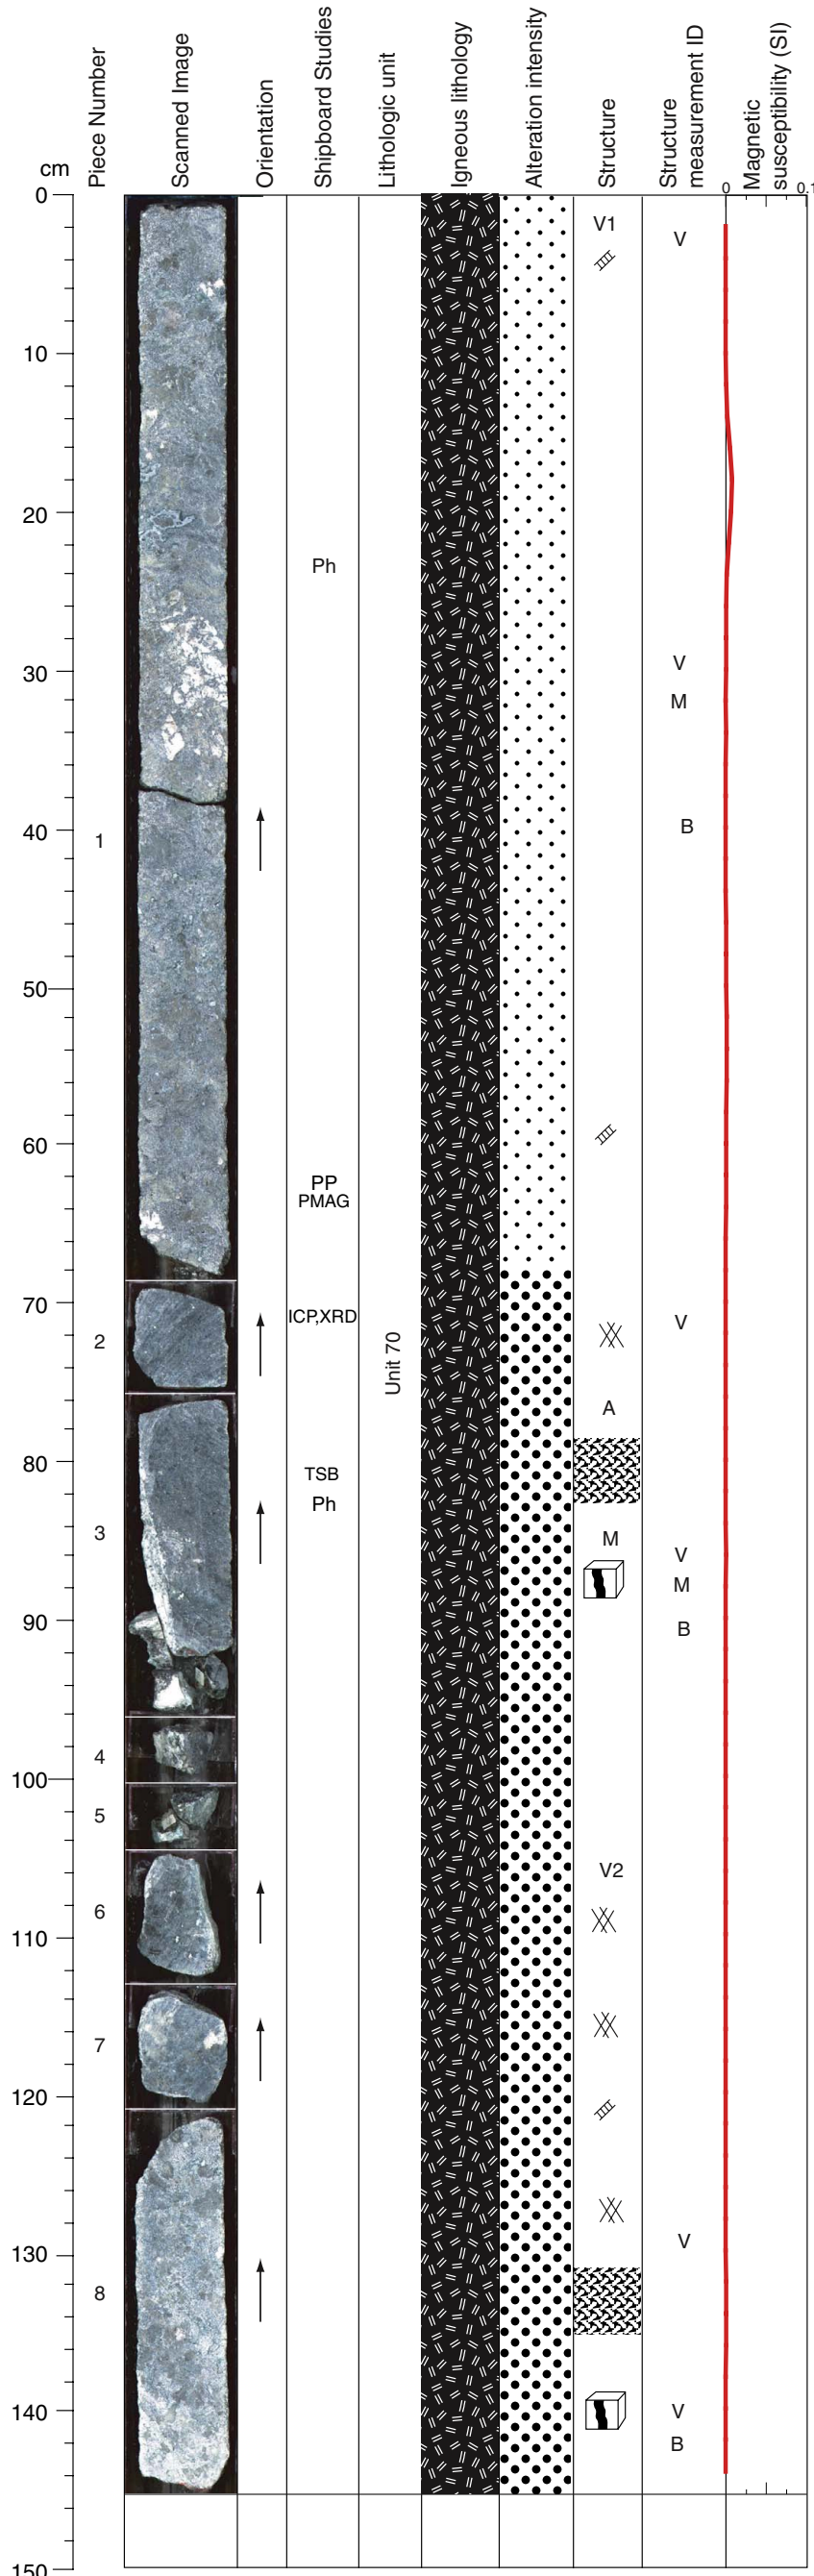 cm
Piece Number
Scanned Image
Orientation
Shipboard Studies
Lithologic unit
Igneous lithology
Alteration intensity
Structure
Structure
measurement ID
Magnetic
susceptibility (SI)
0
0
0.1
V1
V
10
20
Ph
V
30
M
B
40
1
50
60
PP
PMAG
70
ICP,XRD
V
2
Unit 70
A
80
TSB
Ph
3
M
V
M
90
B
4
100
5
V2
6
110
7
120
130
V
8
140
V
B
150